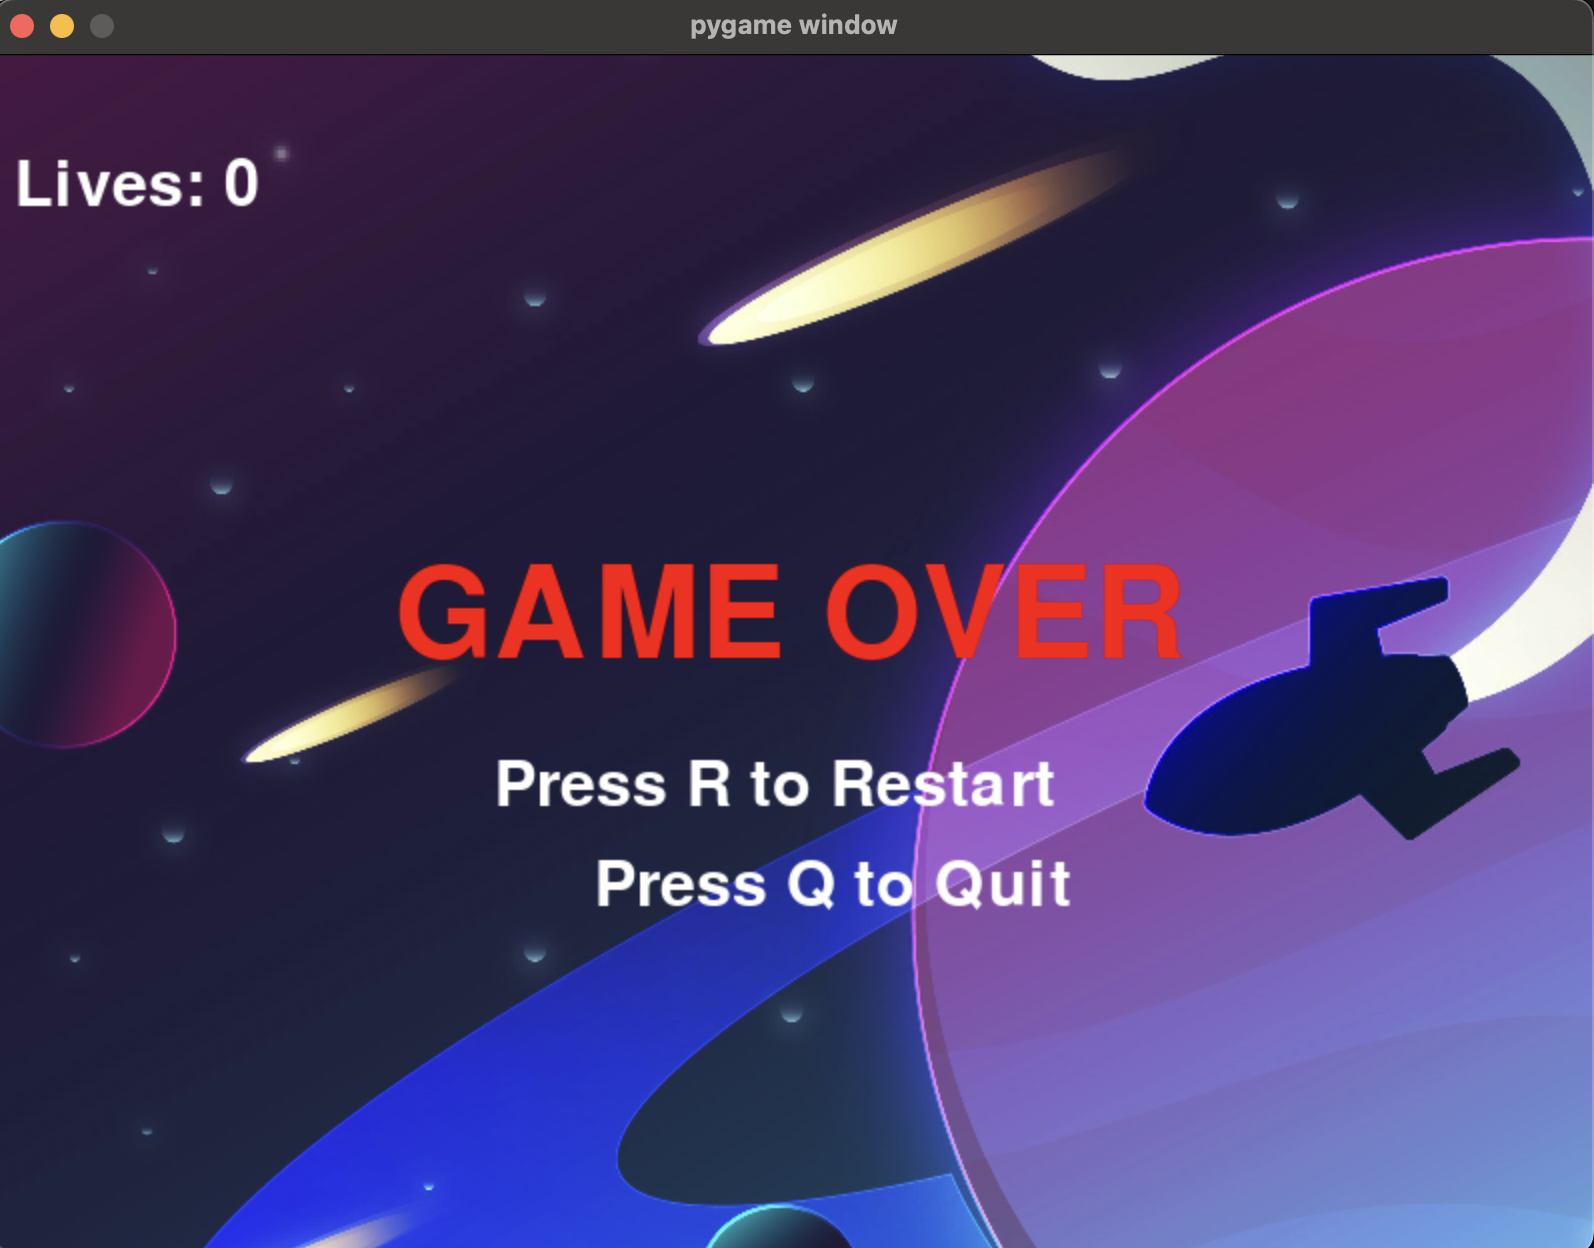 pygame window
Lives: 0
GAME OVER
Press R to Restart
Press Q to Quit